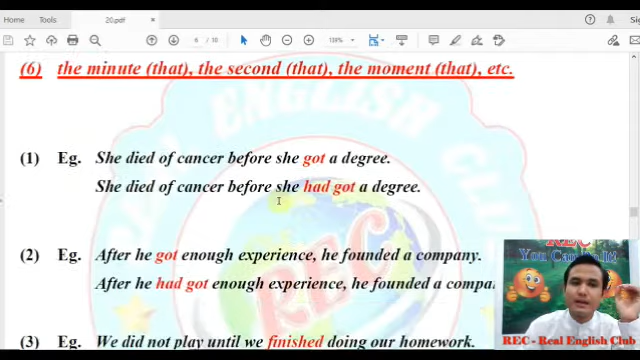 Home Tools 20.pdf × Sig
6 / 10 138%
(6) the minute (that), the second (that), the moment (that), etc.
(1) Eg. She died of cancer before she got a degree.
She died of cancer before she had got a degree.
(2) Eg. After he got enough experience, he founded a company.
After he had got enough experience, he founded a compa
(3) Eg. We did not play until we finished doing our homework.
REC
You Can Do It!
REC - Real English Club